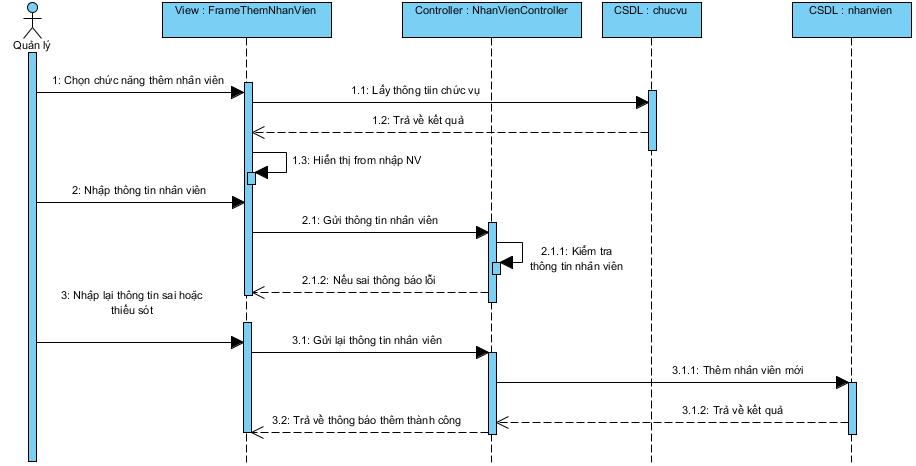 View : FrameThemNhanVien
Controller : NhanVienController
CSDL : chucvu
CSDL : nhanvien
Quản lý
1: Chọn chức năng thêm nhân viên
1.1: Lấy thông tiin chức vụ
1.2: Trả về kết quả
1.3: Hiển thị from nhập NV
2: Nhập thông tin nhân viên
2.1: Gửi thông tin nhân viên
2.1.1: Kiểm tra
thông tin nhân viên
2.1.2: Nếu sai thông báo lỗi
3: Nhập lại thông tin sai hoặc
thiếu sót
3.1: Gửi lại thông tin nhân viên
3.1.1: Thêm nhân viên mới
3.1.2: Trả về kết quả
3.2: Trả về thông báo thêm thành công